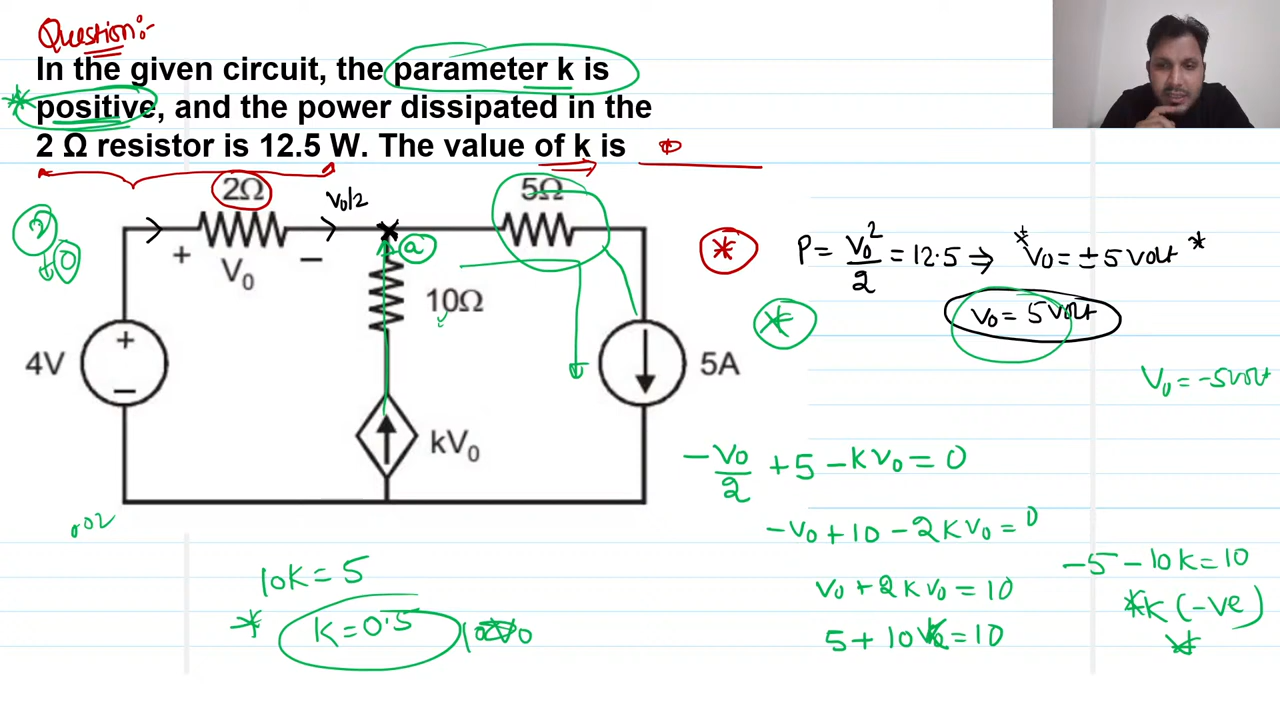 Question:-
In the given circuit, the parameter k is
* positive, and the power dissipated in the
2 Ω resistor is 12.5 W. The value of k is
2Ω
V₀/2
5Ω
+ V₀ −
a
10Ω
4V
+
−
5A
kV₀
P = V₀²/2 = 12.5 ⇒ *V₀ = ± 5 volt *
V₀ = 5 volt
V₀ = -5 volt
-V₀/2 + 5 - kV₀ = 0
-V₀ + 10 - 2kV₀ = 0
V₀ + 2kV₀ = 10
5 + 10k = 10
-5 - 10k = 10
*k (-ve)
10k = 5
* k = 0.5